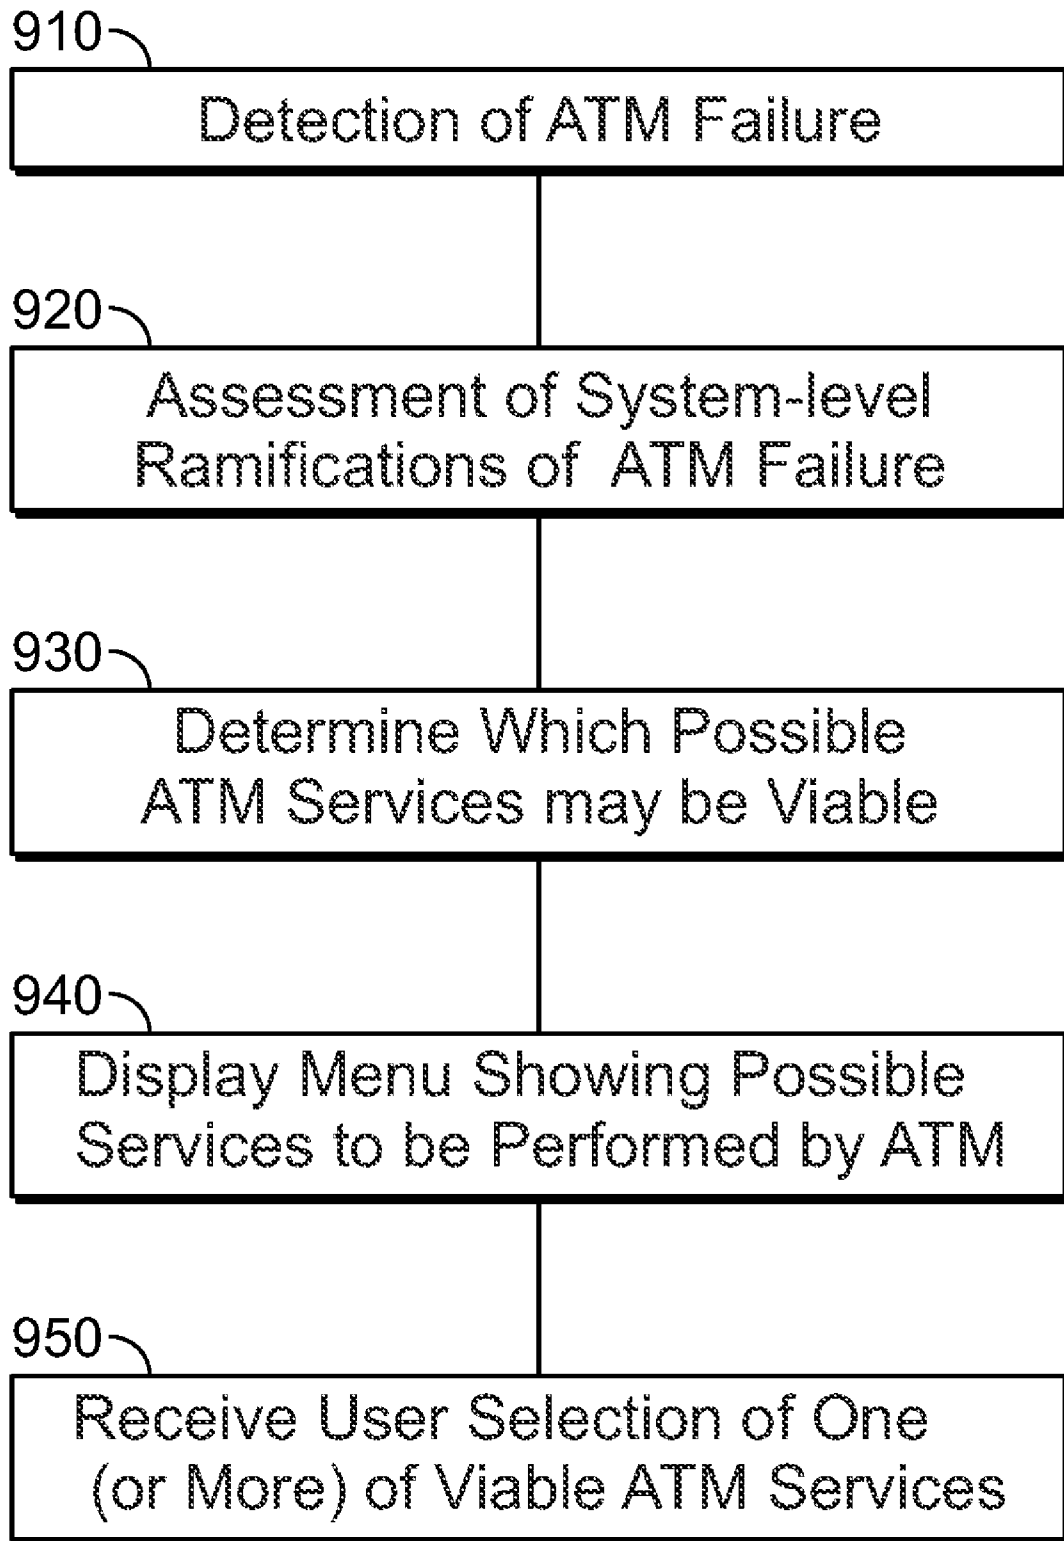 910
Detection of ATM Failure
920
Assessment of System-level
Ramifications of ATM Failure
930
Determine Which Possible
ATM Services may be Viable
940
Display Menu Showing Possible
Services to be Performed by ATM
950
Receive User Selection of One
(or More) of Viable ATM Services